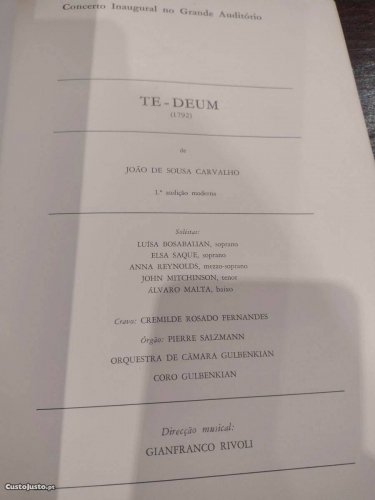 Concerto Inaugural no Grande Auditório
TE-DEUM
(1792)
de
JOÃO DE SOUSA CARVALHO
1.ª audição moderna
Solistas:
LUÍSA BOSABALIAN, soprano
ELSA SAQUE, soprano
ANNA REYNOLDS, mezzo-soprano
JOHN MITCHINSON, tenor
ÁLVARO MALTA, baixo
Cravo: CREMILDE ROSADO FERNANDES
Órgão: PIERRE SALZMANN
ORQUESTRA DE CÂMARA GULBENKIAN
CORO GULBENKIAN
Direcção musical:
GIANFRANCO RIVOLI
CustoJusto.pt